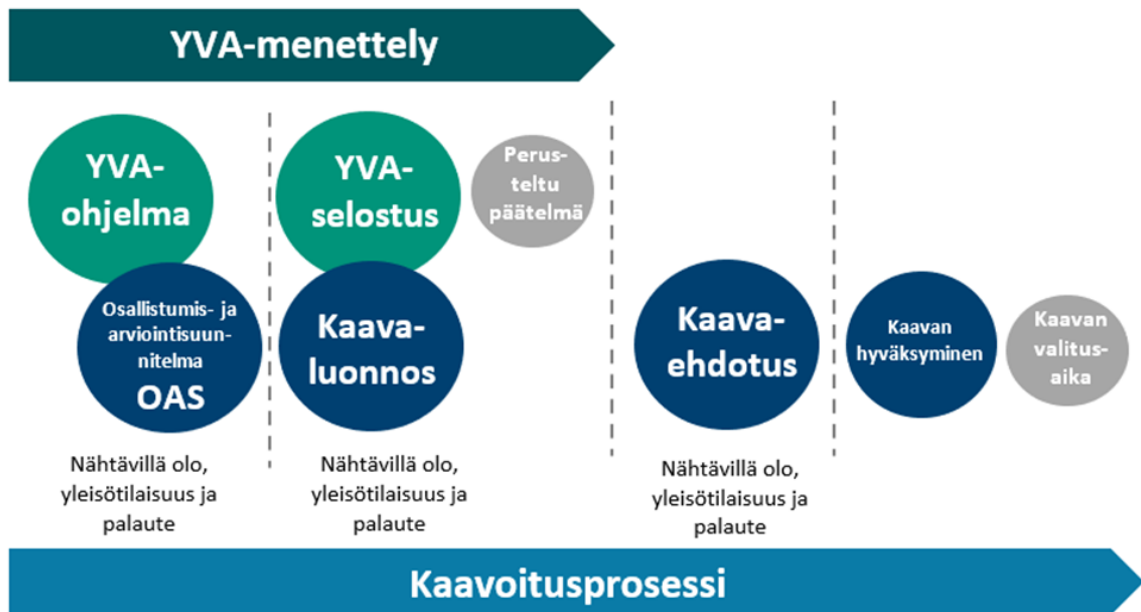 YVA-menettely
YVA-
ohjelma
YVA-
selostus
Perus-
teltu
päätelmä
Osallistumis- ja
arviointisuun-
nitelma
OAS
Kaava-
luonnos
Kaava-
ehdotus
Kaavan
hyväksyminen
Kaavan
valitus-
aika
Nähtävillä olo,
yleisötilaisuus ja
palaute
Nähtävillä olo,
yleisötilaisuus ja
palaute
Nähtävillä olo,
yleisötilaisuus ja
palaute
Kaavoitusprosessi